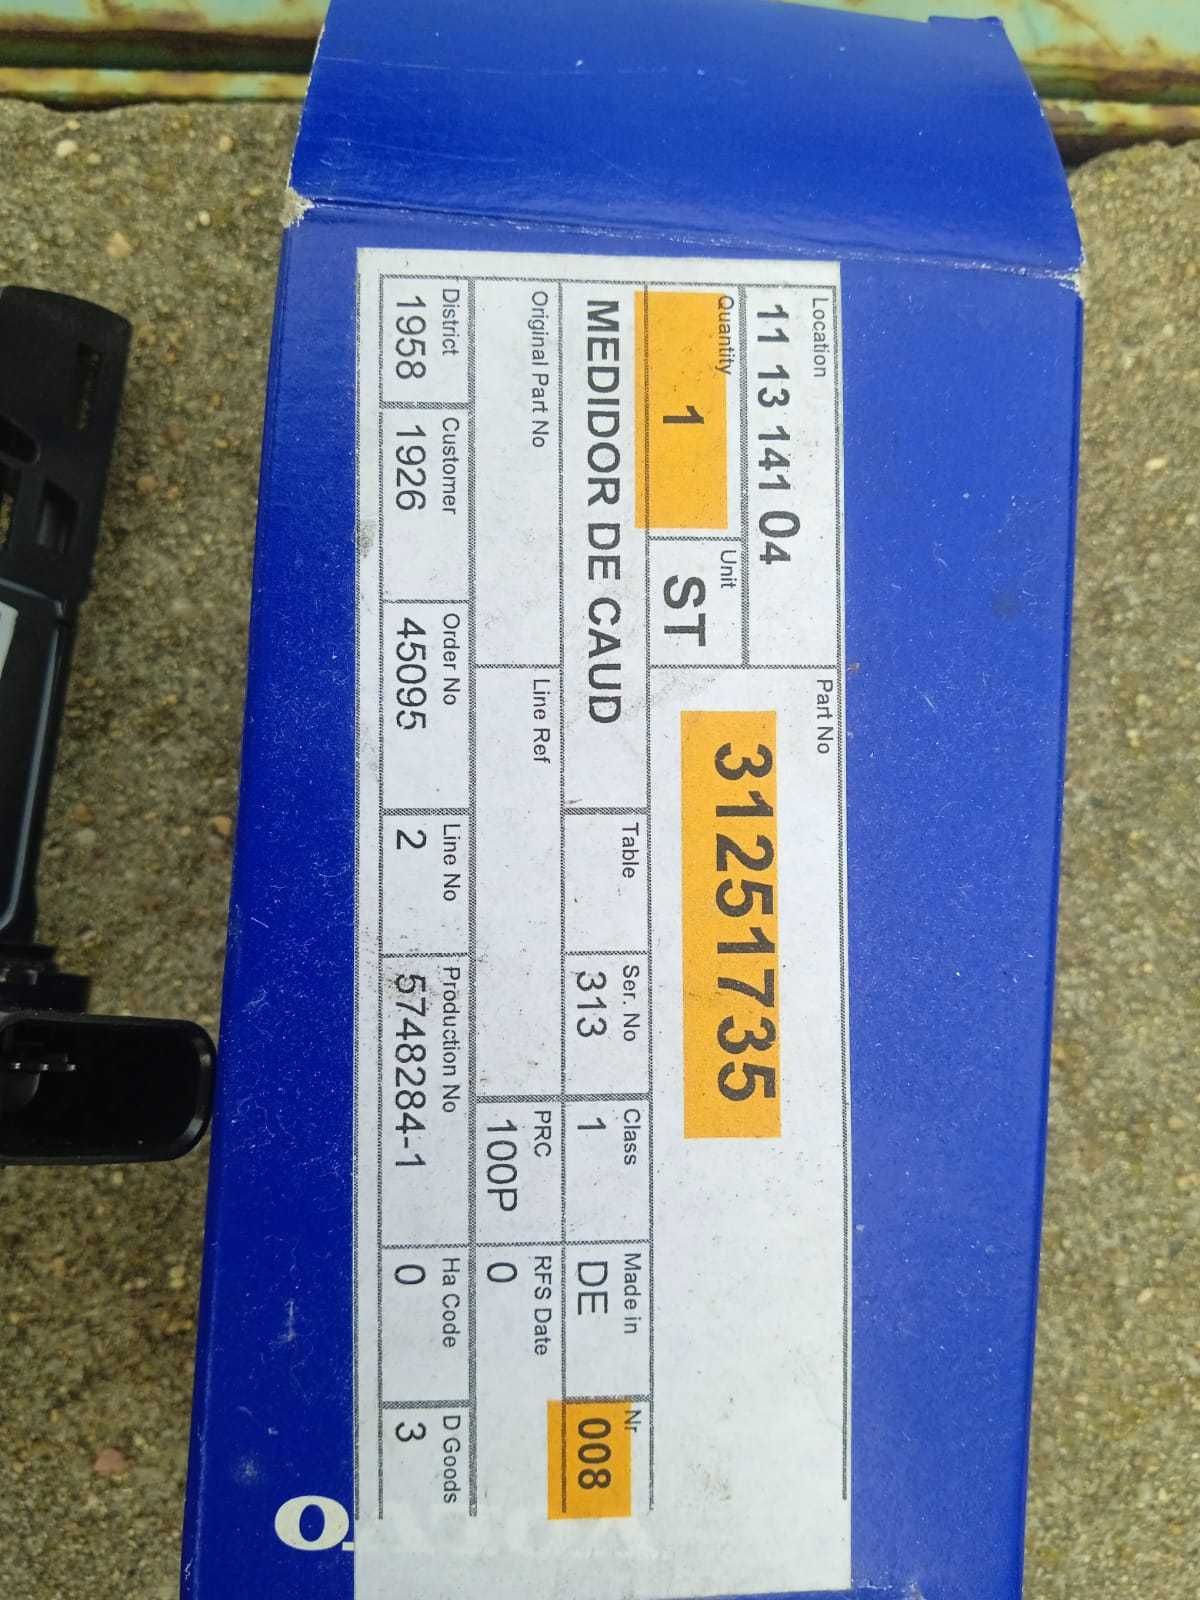 Location
11 13 141 04
Part No
31251735
Quantity
1
Unit
ST
MEDIDOR DE CAUD
Table
Ser. No
313
Class
1
Made in
DE
Nr
008
Original Part No
Line Ref
PRC
100P
RFS Date
0
District
1958
Customer
1926
Order No
45095
Line No
2
Production No
5748284-1
Ha Code
0
D Goods
3